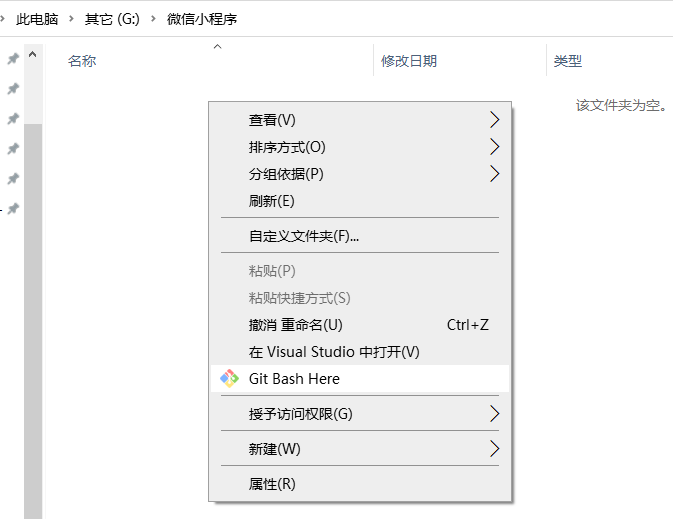 此电脑 > 其它 (G:) > 微信小程序
名称 修改日期 类型
该文件夹为空。
查看(V)
排序方式(O)
分组依据(P)
刷新(E)
自定义文件夹(F)...
粘贴(P)
粘贴快捷方式(S)
撤消 重命名(U) Ctrl+Z
在 Visual Studio 中打开(V)
Git Bash Here
授予访问权限(G)
新建(W)
属性(R)